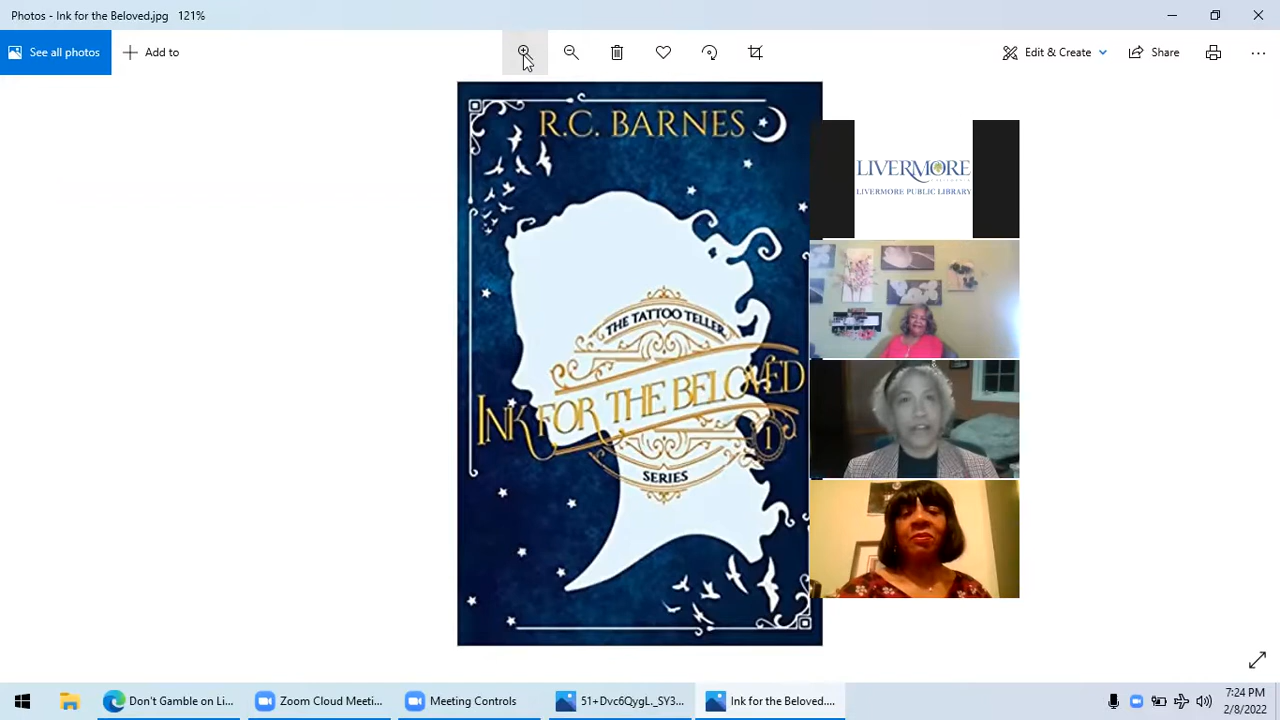 Photos - Ink for the Beloved.jpg   121%
See all photos
Add to
Edit & Create
Share
R.C. BARNES
THE TATTOO TELLER
INK FOR THE BELOVED
1
SERIES
LIVERMORE
LIVERMORE PUBLIC LIBRARY
Don't Gamble on Li...
Zoom Cloud Meet...
Meeting Controls
51+Dvc6QygL._SY3...
Ink for the Beloved....
7:24 PM
2/8/2022